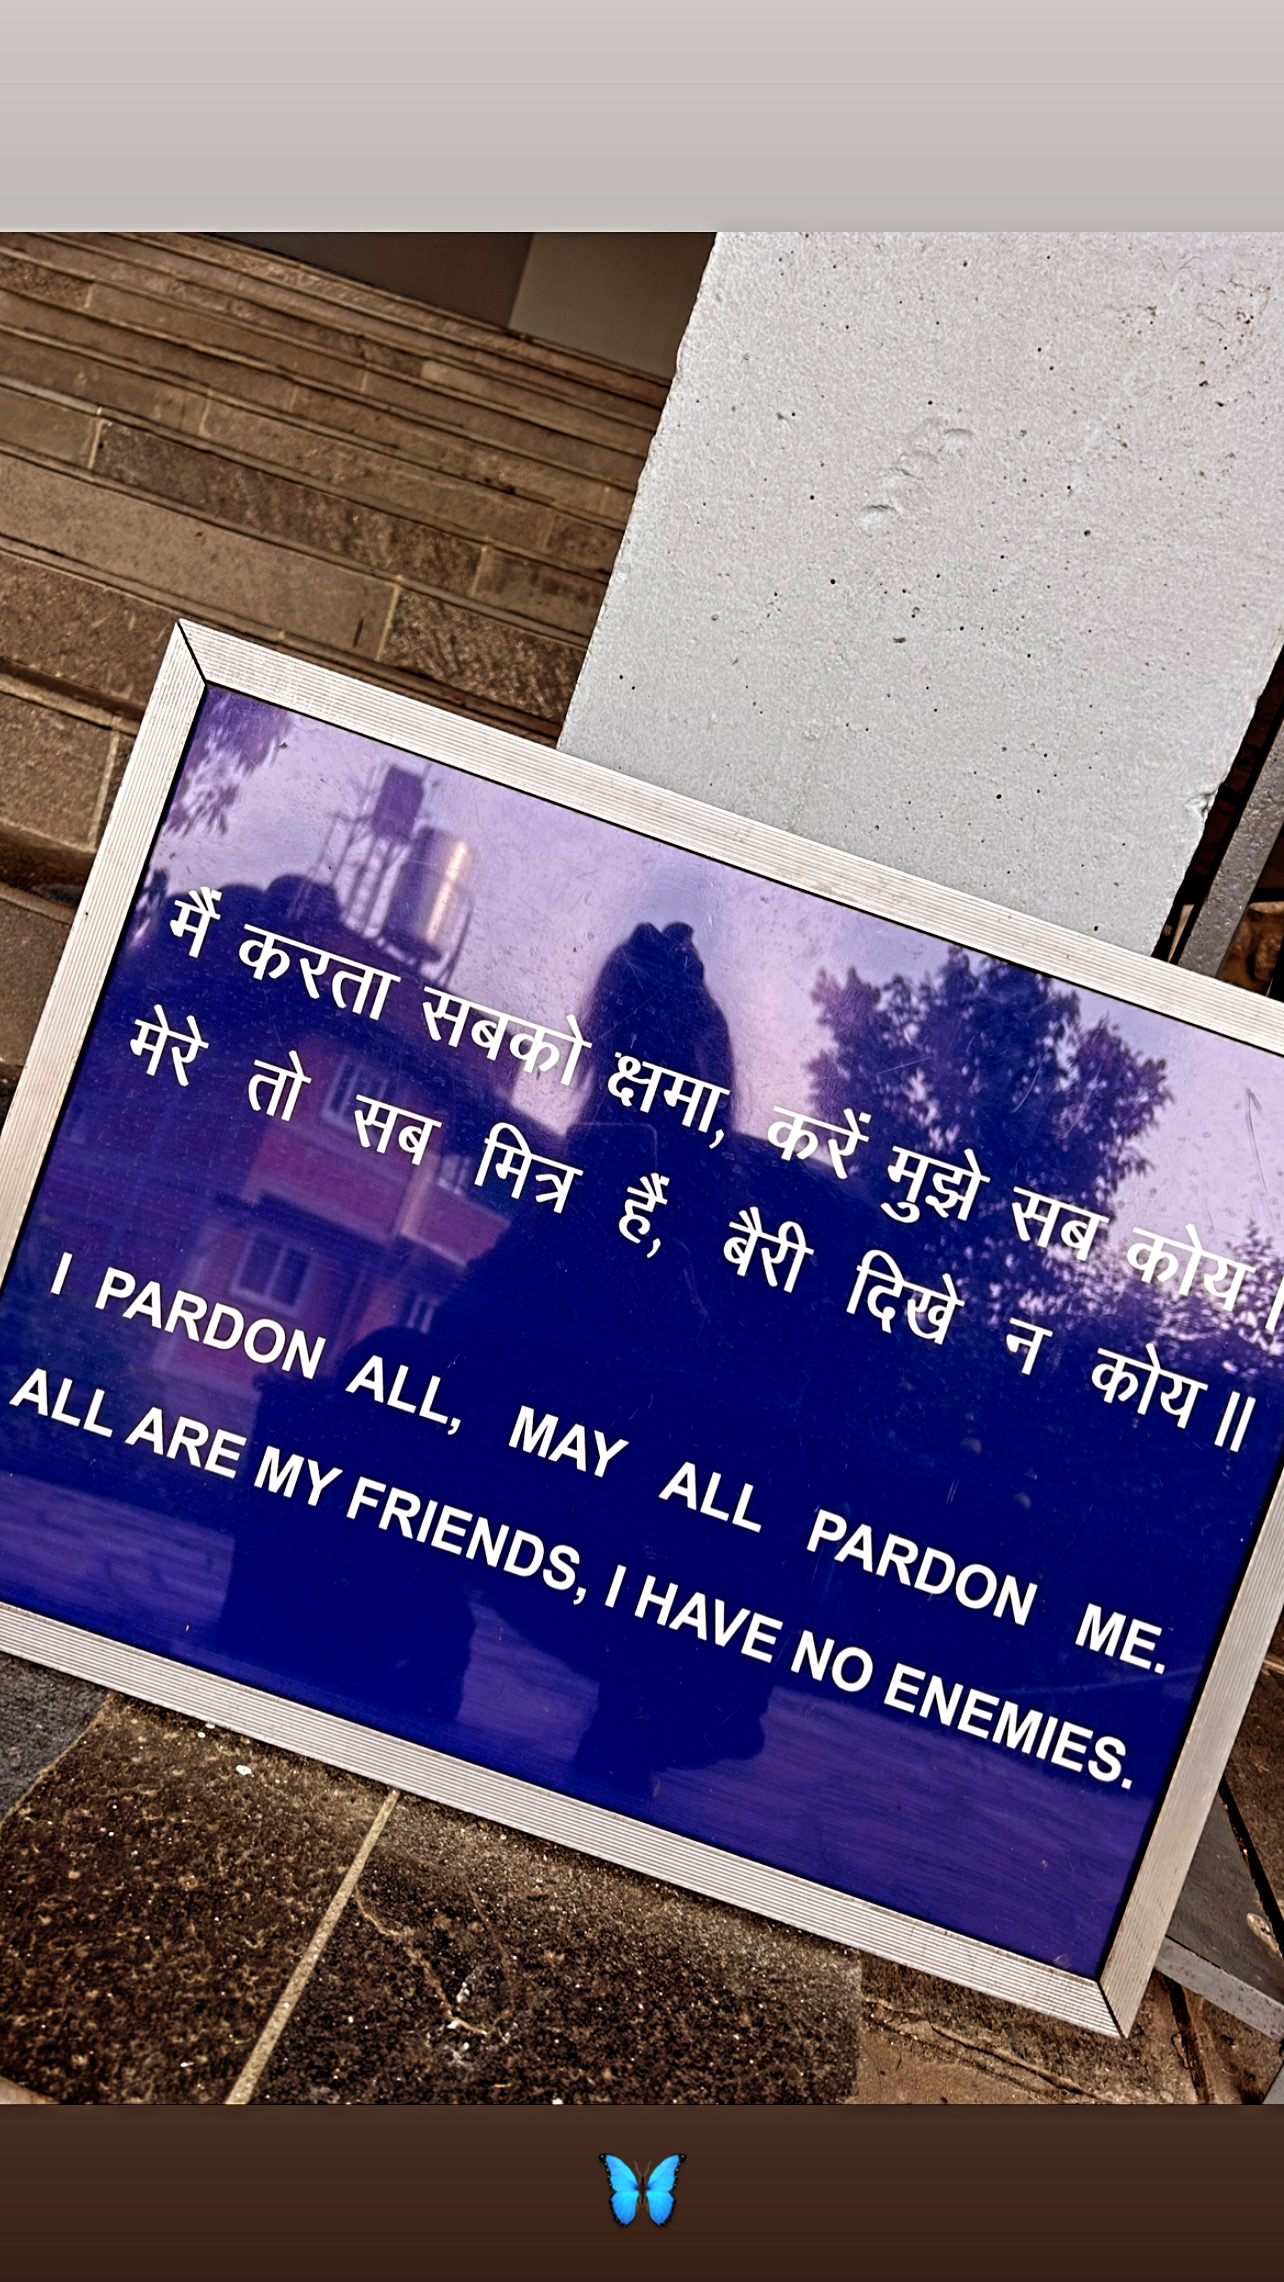 मैं करता सबको क्षमा, करें मुझे सब कोय।
मेरे तो सब मित्र हैं, बैरी दिखे न कोय॥
I PARDON ALL, MAY ALL PARDON ME.
ALL ARE MY FRIENDS, I HAVE NO ENEMIES.